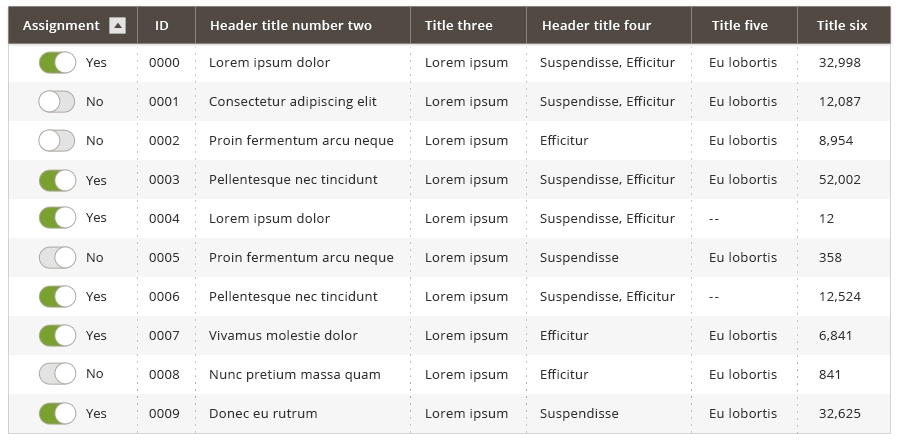 Assignment ID Header title number two Title three Header title four Title five Title six
Yes 0000 Lorem ipsum dolor Lorem ipsum Suspendisse, Efficitur Eu lobortis 32,998
No 0001 Consectetur adipiscing elit Lorem ipsum Suspendisse, Efficitur Eu lobortis 12,087
No 0002 Proin fermentum arcu neque Lorem ipsum Efficitur Eu lobortis 8,954
Yes 0003 Pellentesque nec tincidunt Lorem ipsum Suspendisse, Efficitur Eu lobortis 52,002
Yes 0004 Lorem ipsum dolor Lorem ipsum Suspendisse, Efficitur -- 12
No 0005 Proin fermentum arcu neque Lorem ipsum Suspendisse Eu lobortis 358
Yes 0006 Pellentesque nec tincidunt Lorem ipsum Suspendisse, Efficitur -- 12,524
Yes 0007 Vivamus molestie dolor Lorem ipsum Efficitur Eu lobortis 6,841
No 0008 Nunc pretium massa quam Lorem ipsum Efficitur Eu lobortis 841
Yes 0009 Donec eu rutrum Lorem ipsum Suspendisse Eu lobortis 32,625